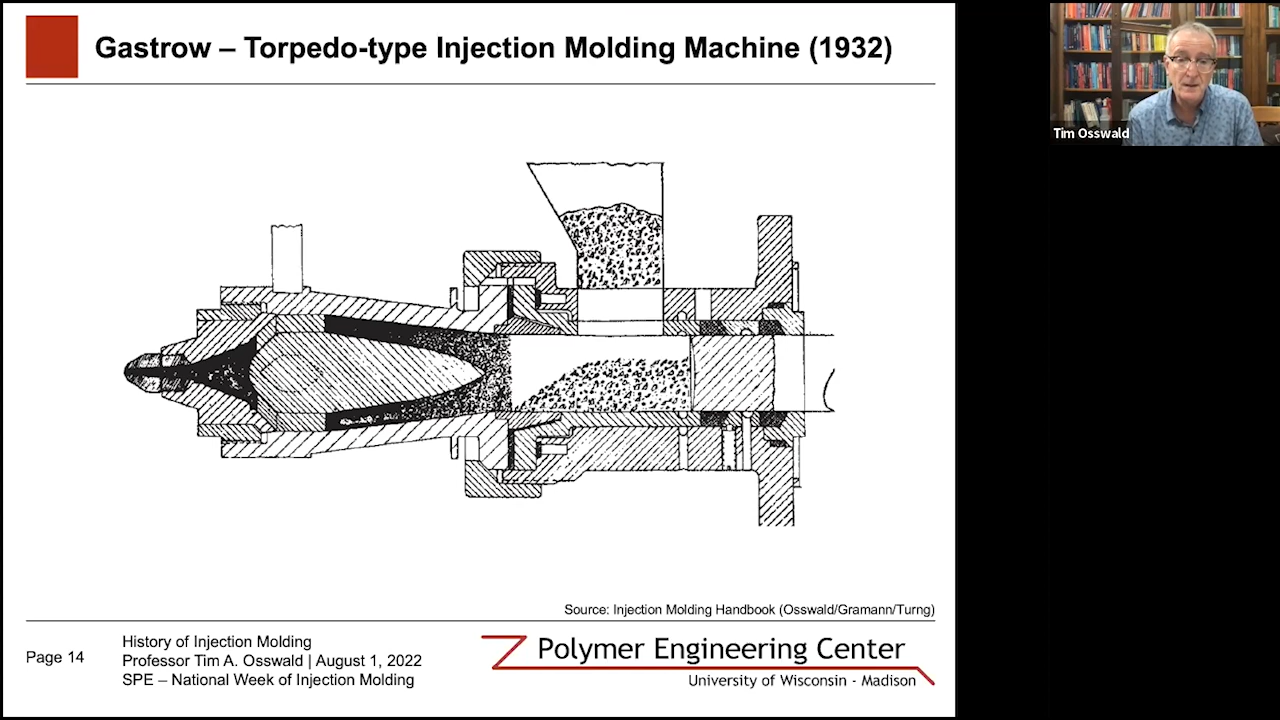 Gastrow – Torpedo-type Injection Molding Machine (1932)
Tim Osswald
Source: Injection Molding Handbook (Osswald/Gramann/Turng)
Page 14
History of Injection Molding
Professor Tim A. Osswald | August 1, 2022
SPE – National Week of Injection Molding
Polymer Engineering Center
University of Wisconsin - Madison